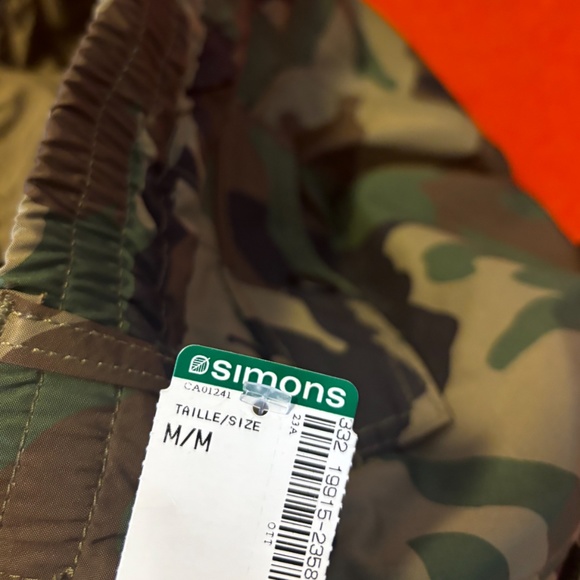 simons
CA01241
TAILLE/SIZE
M/M
23A
332 19915-2358
OTT